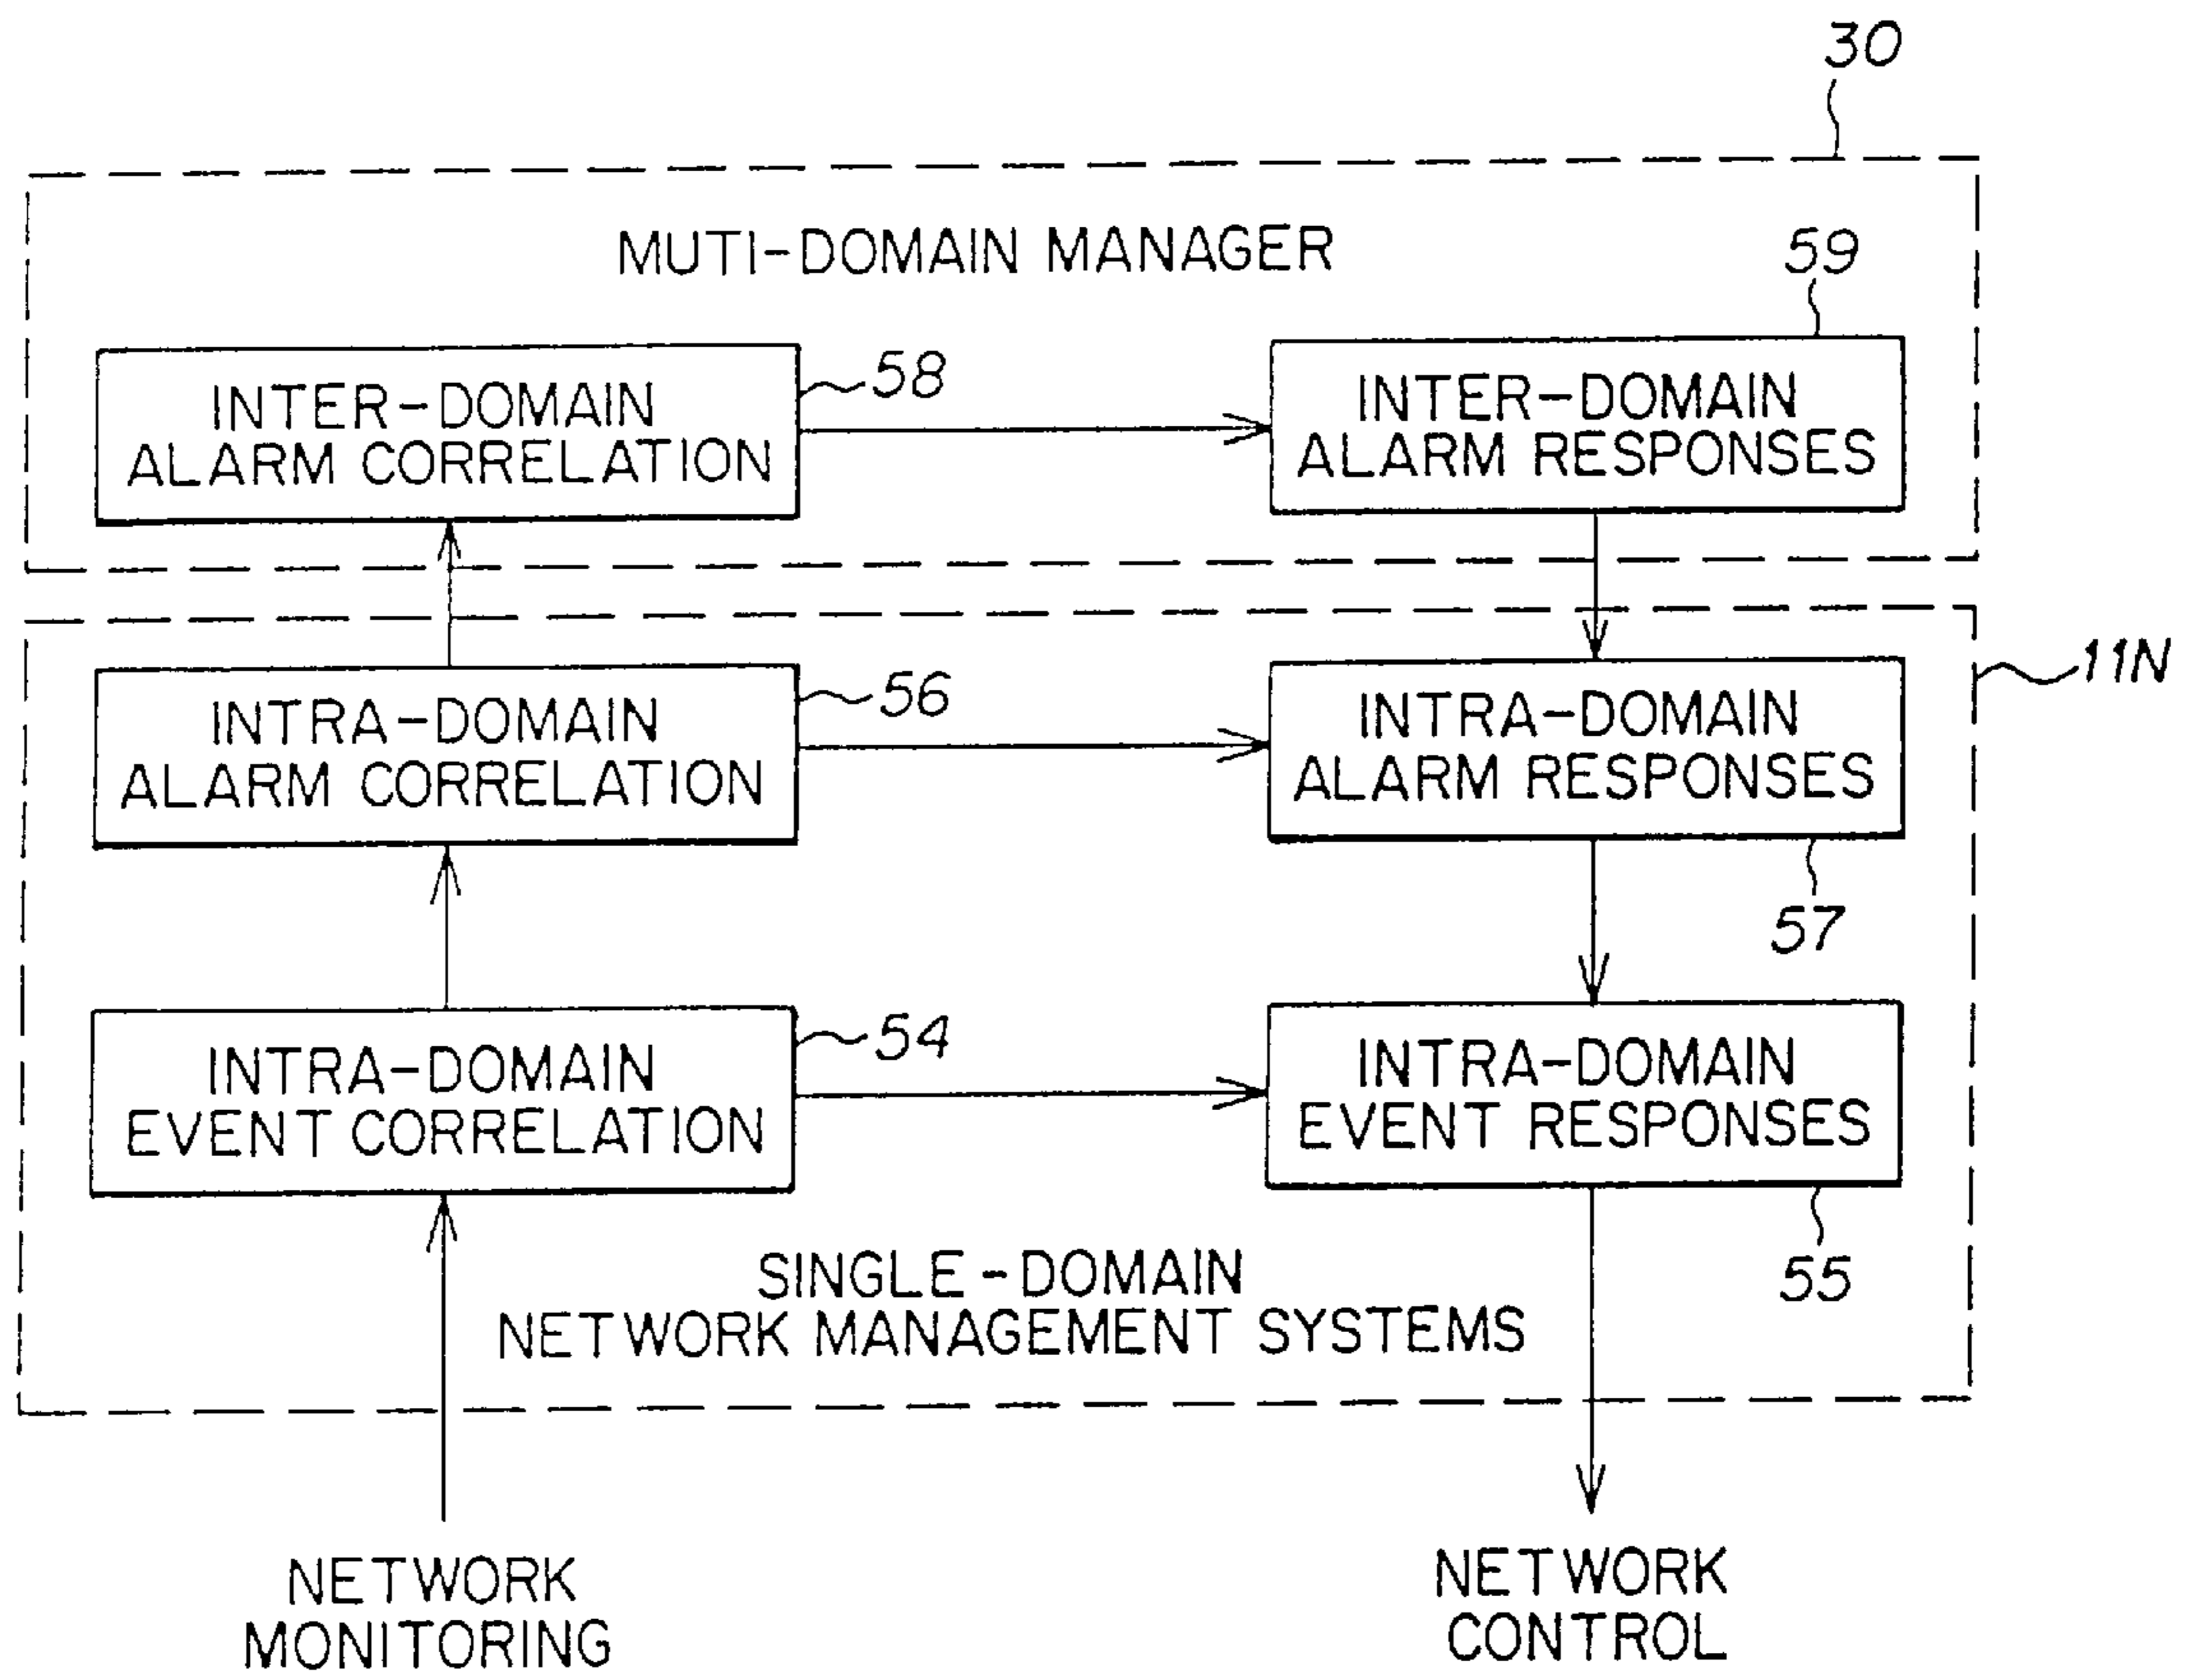 30
MUTI-DOMAIN MANAGER
59
INTER-DOMAIN
ALARM CORRELATION
58
INTER-DOMAIN
ALARM RESPONSES
11N
INTRA-DOMAIN
ALARM CORRELATION
56
INTRA-DOMAIN
ALARM RESPONSES
57
INTRA-DOMAIN
EVENT CORRELATION
54
INTRA-DOMAIN
EVENT RESPONSES
55
SINGLE-DOMAIN
NETWORK MANAGEMENT SYSTEMS
NETWORK
MONITORING
NETWORK
CONTROL